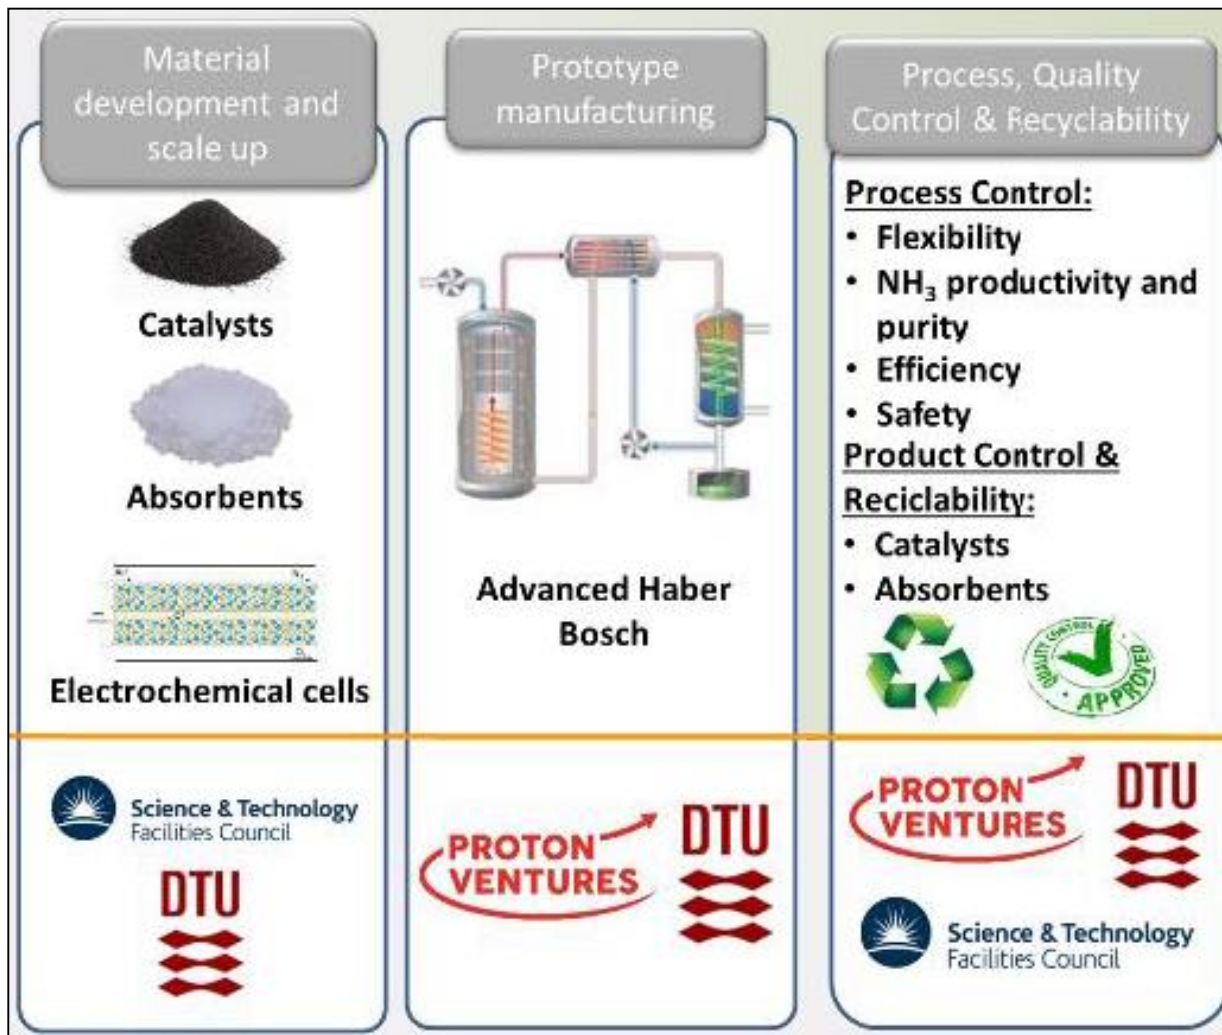 Material
development and
scale up
Catalysts
Absorbents
Electrochemical cells
Science & Technology
Facilities Council
DTU
Prototype
manufacturing
Advanced Haber
Bosch
PROTON
VENTURES
DTU
Process, Quality
Control & Recyclability
Process Control:
• Flexibility
• NH₃ productivity and
purity
• Efficiency
• Safety
Product Control &
Reciclability:
• Catalysts
• Absorbents
QUALITY CONTROL
APPROVED
PROTON
VENTURES
DTU
Science & Technology
Facilities Council